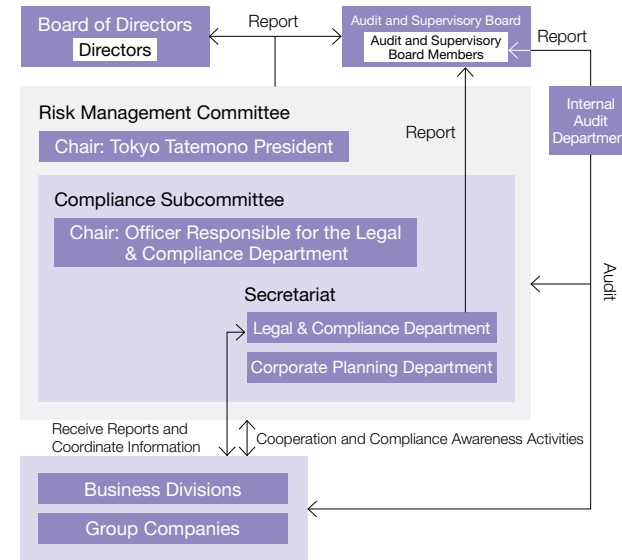 Board of Directors
Directors
Report
Audit and Supervisory Board
Audit and Supervisory
Board Members
Report
Internal
Audit
Department
Risk Management Committee
Chair: Tokyo Tatemono President
Report
Compliance Subcommittee
Chair: Officer Responsible for the Legal
& Compliance Department
Audit
Secretariat
Legal & Compliance Department
Corporate Planning Department
Receive Reports and
Coordinate Information
Cooperation and Compliance Awareness Activities
Business Divisions
Group Companies